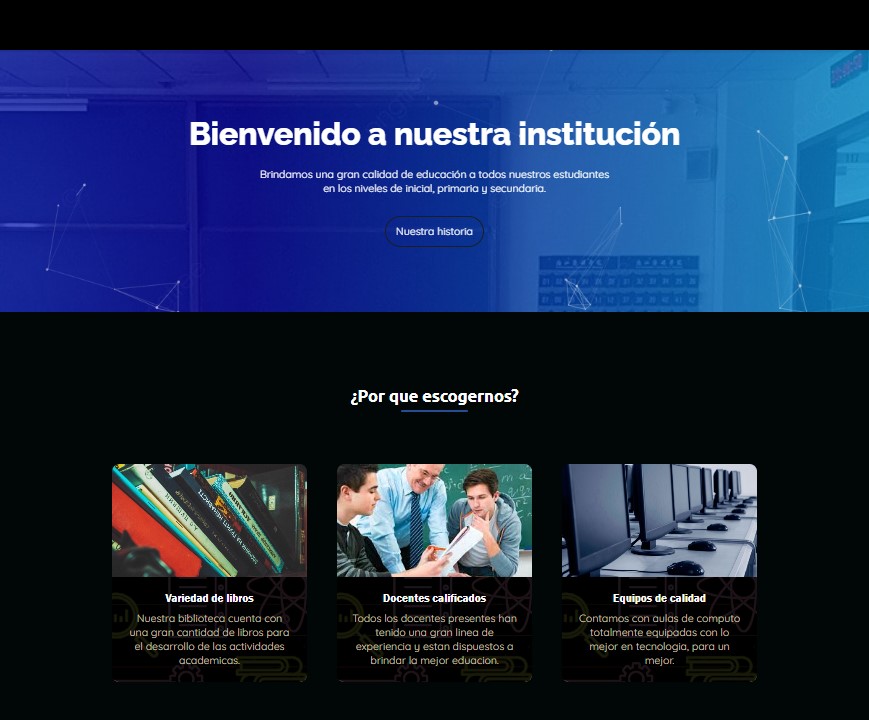 Bienvenido a nuestra institución
Brindamos una gran calidad de educación a todos nuestros estudiantes
en los niveles de inicial, primaria y secundaria.
Nuestra historia
¿Por que escogernos?
Variedad de libros
Nuestra biblioteca cuenta con
una gran cantidad de libros para
el desarrollo de las actividades
academicas.
Docentes calificados
Todos los docentes presentes han
tenido una gran linea de
experiencia y estan dispuestos a
brindar la mejor eduacion.
Equipos de calidad
Contamos con aulas de computo
totalmente equipadas con lo
mejor en tecnologia, para un
mejor.